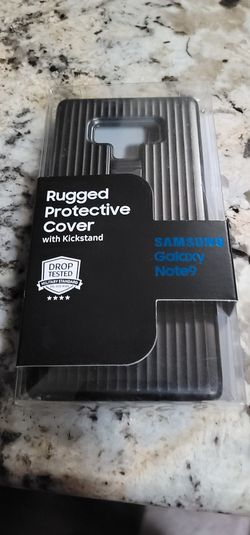 Rugged
Protective
Cover
with Kickstand
SAMSUNG
Galaxy
Note9
DROP
TESTED
MILITARY STANDARD